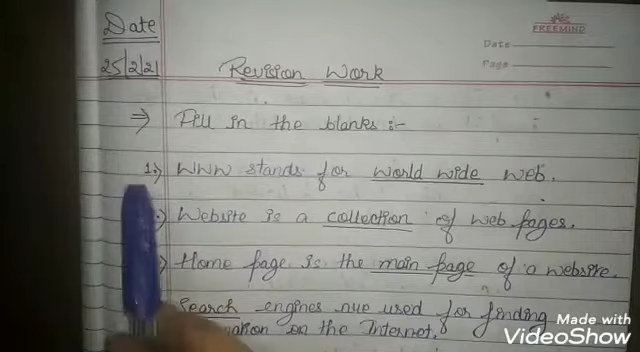 Date
FREEMIND
Date
Page
25/2/21
Revision Work
⇒ Fill in the blanks :-
1.> WWW stands for world wide web.
Website is a collection of web pages.
Home page is the main page of a website.
Search engines are used for finding
on the Internet.
Made with
VideoShow